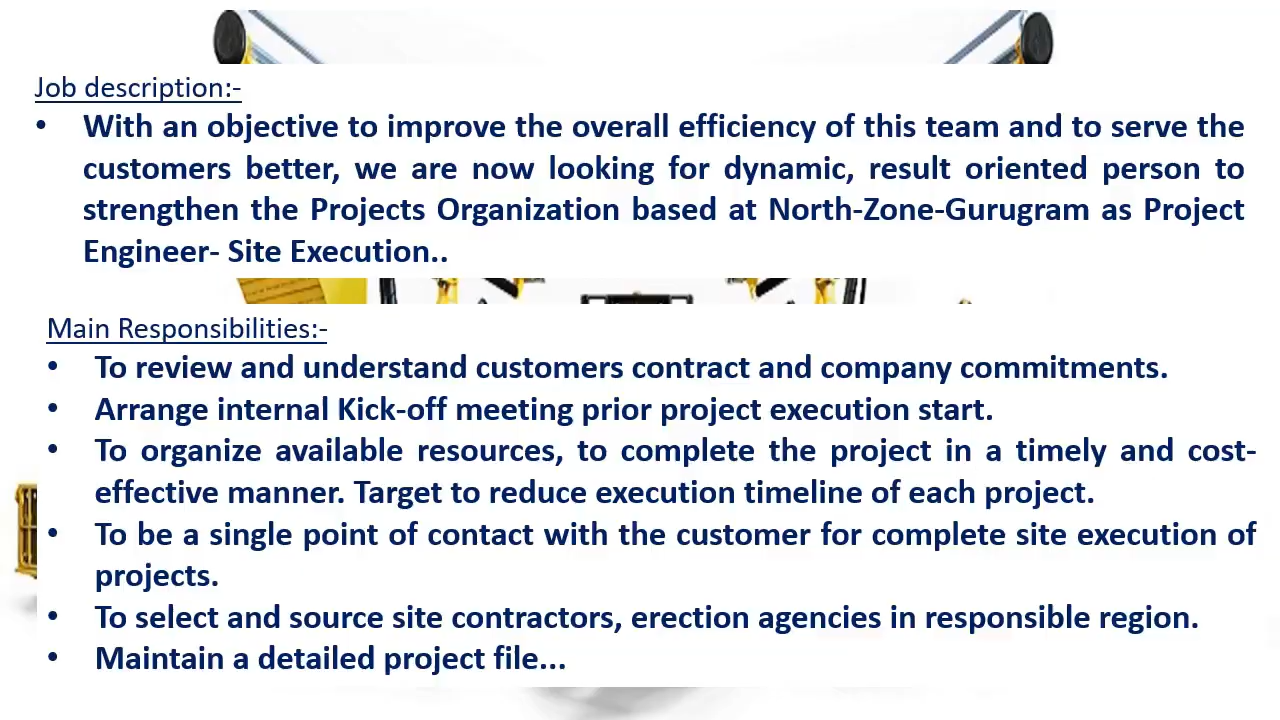 Job description:-
• With an objective to improve the overall efficiency of this team and to serve the
customers better, we are now looking for dynamic, result oriented person to
strengthen the Projects Organization based at North-Zone-Gurugram as Project
Engineer- Site Execution..
Main Responsibilities:-
• To review and understand customers contract and company commitments.
• Arrange internal Kick-off meeting prior project execution start.
• To organize available resources, to complete the project in a timely and cost-
effective manner. Target to reduce execution timeline of each project.
• To be a single point of contact with the customer for complete site execution of
projects.
• To select and source site contractors, erection agencies in responsible region.
• Maintain a detailed project file...